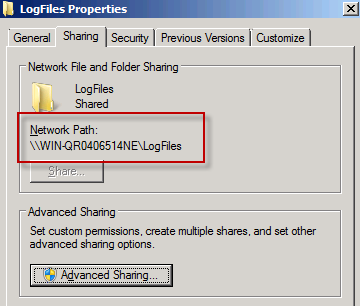 LogFiles Properties
General Sharing Security Previous Versions Customize
Network File and Folder Sharing
LogFiles
Shared
Network Path:
\\WIN-QR0406514NE\LogFiles
Share...
Advanced Sharing
Set custom permissions, create multiple shares, and set other
advanced sharing options.
Advanced Sharing...